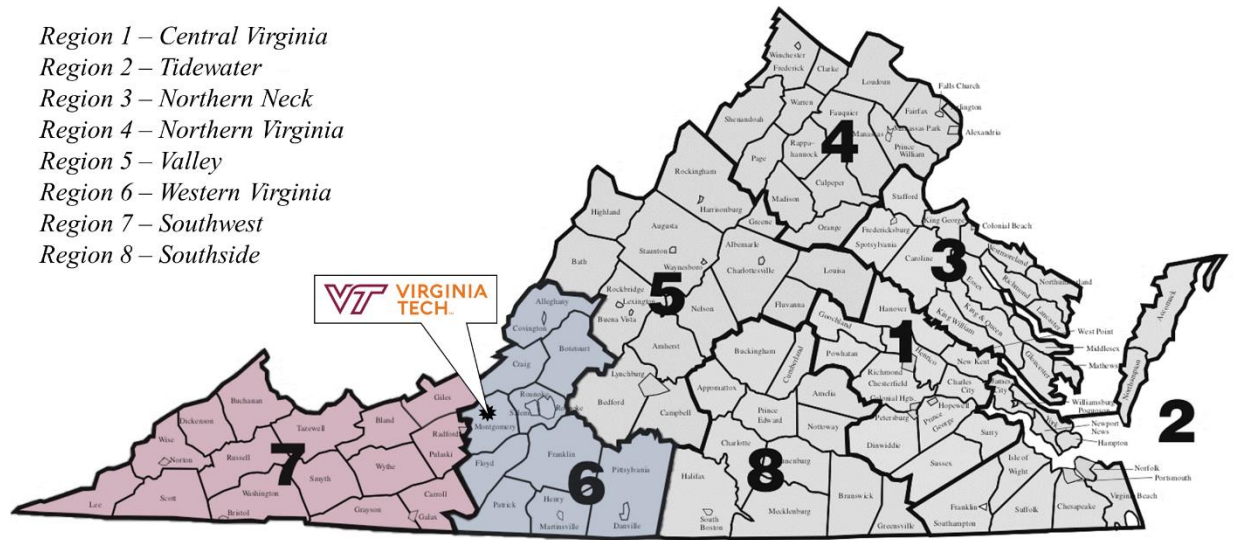 Region 1 – Central Virginia
Region 2 – Tidewater
Region 3 – Northern Neck
Region 4 – Northern Virginia
Region 5 – Valley
Region 6 – Western Virginia
Region 7 – Southwest
Region 8 – Southside
VT VIRGINIA
TECH
Winchester
Frederick
Clarke
Loudoun
Falls Church
Warren
Fairfax
Shenandoah
Fauquier
Manassas
Alexandria
4
Rappa-
hannock
Prince
William
Page
Culpeper
Rockingham
Madison
Stafford
Harrisonburg
Greene
Orange
Highland
Augusta
Fredericksburg
King George
Colonial Beach
Spotsylvania
Staunton
Albemarle
3
Caroline
Bath
Waynesboro
Charlottesville
Louisa
Essex
Richmond
Rockbridge
Lexington
5
Nelson
Lancaster
Accomack
Alleghany
Buena Vista
Fluvanna
Goochland
Hanover
King William
King & Queen
Covington
West Point
Botetourt
Amherst
Buckingham
Cumberland
Powhatan
1
Henrico
New Kent
Gloucester
Middlesex
Craig
Mathews
Northampton
Lynchburg
Appomattox
Richmond
Chesterfield
Charles
City
James
City
Giles
Roanoke
Bedford
Amelia
Colonial Hgts.
Williamsburg
Buchanan
Campbell
Prince
Edward
Hopewell
2
Bland
Montgomery
Petersburg
Prince
George
Newport
News
Dickenson
Tazewell
Radford
Nottoway
Surry
Hampton
Wise
Pulaski
Floyd
Franklin
Pittsylvania
Charlotte
Dinwiddie
Norton
Russell
7
Wythe
8
Sussex
Isle of
Wight
Norfolk
Portsmouth
Smyth
6
Halifax
Scott
Washington
Carroll
Patrick
Henry
Brunswick
Virginia Beach
Lee
Grayson
Mecklenburg
Franklin
Suffolk
Chesapeake
Bristol
Galax
Martinsville
Danville
South
Boston
Greensville
Southampton